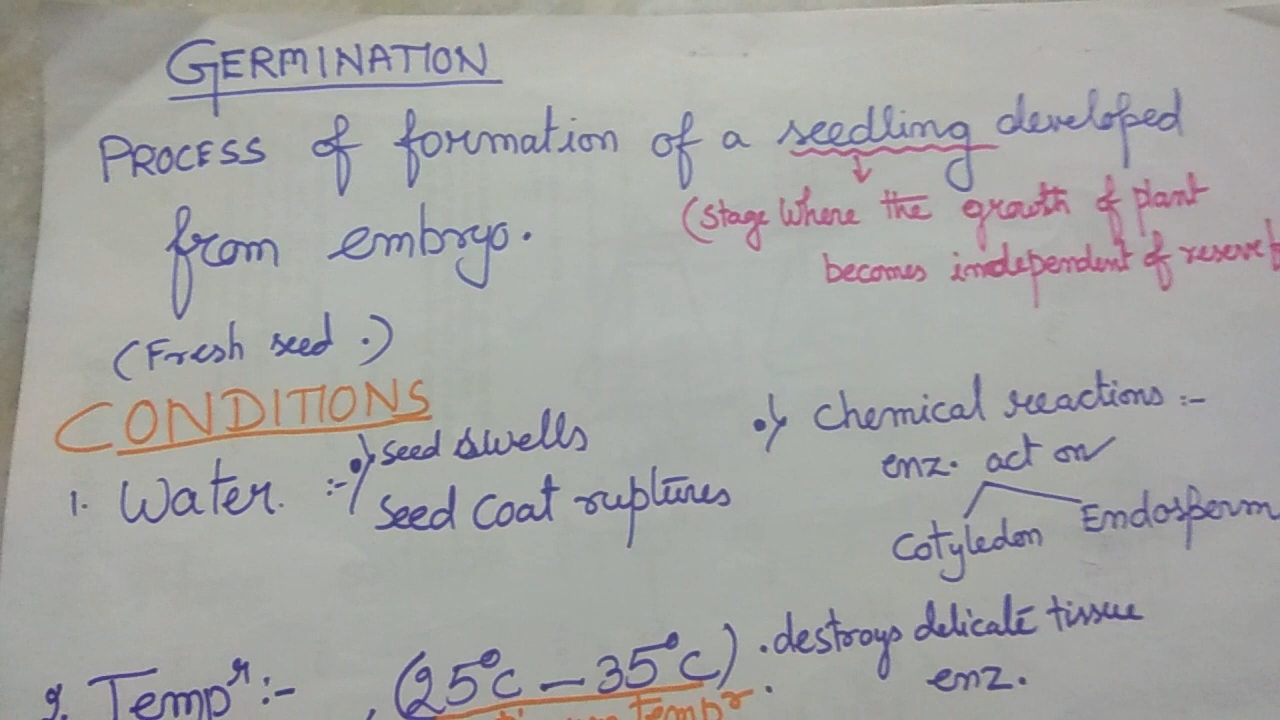 GERMINATION
PROCESS of formation of a seedling developed
(stage where the growth of plant
becomes independent of reserve
from embryo.
(Fresh seed.)
CONDITIONS
1. Water. :- •) seed swells
seed coat ruptures
•) chemical reactions :-
enz. act on
cotyledon Endosperm
2. Tempr :- (25°C – 35°C) • destroys delicate tissue
enz.
tempr.